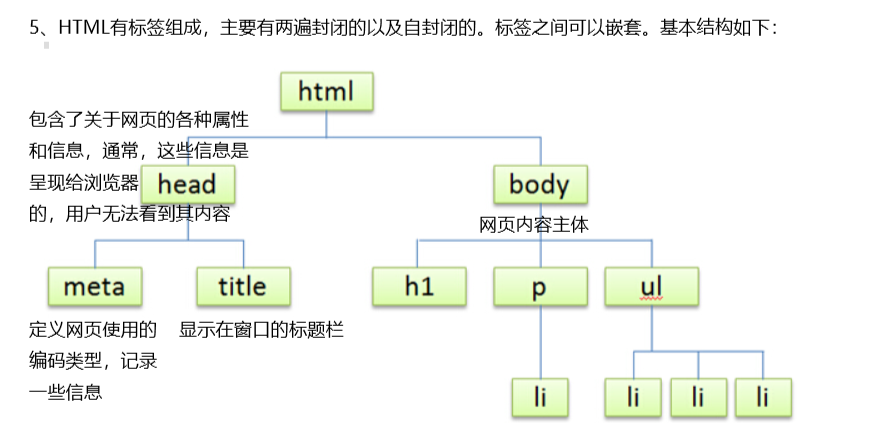 5、HTML有标签组成，主要有两遍封闭的以及自封闭的。标签之间可以嵌套。基本结构如下：
html
包含了关于网页的各种属性
和信息，通常，这些信息是
呈现给浏览器
的，用户无法看到其内容
head
body
网页内容主体
meta
title
h1
p
ul
定义网页使用的
编码类型，记录
一些信息
显示在窗口的标题栏
li
li
li
li